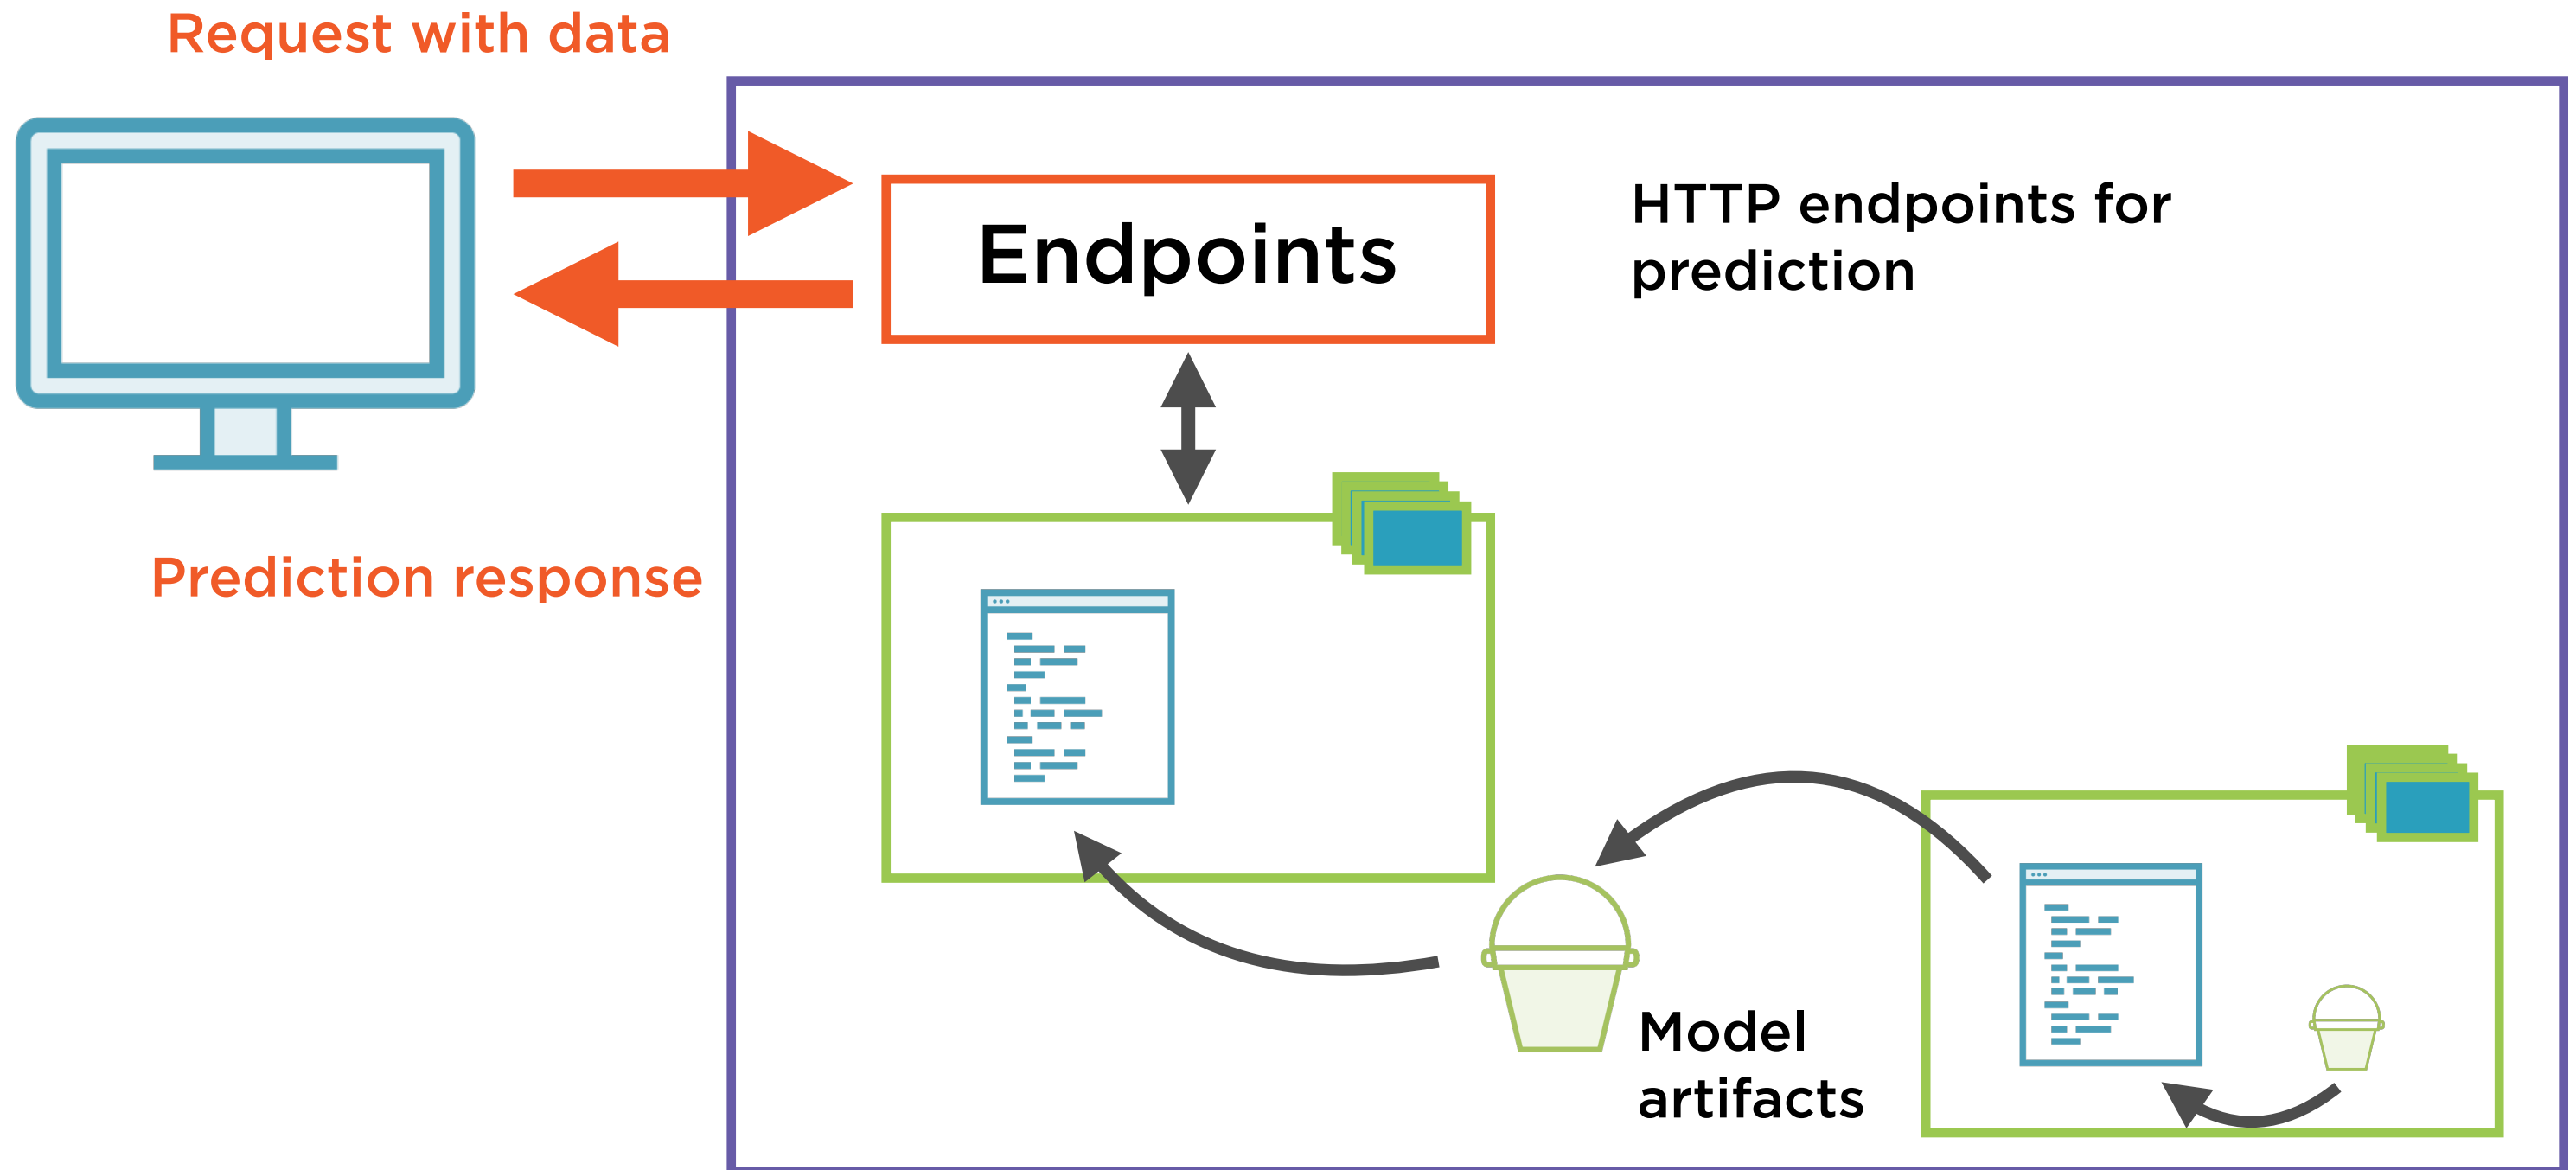 Request with data
Endpoints
HTTP endpoints for
prediction
Prediction response
Model
artifacts